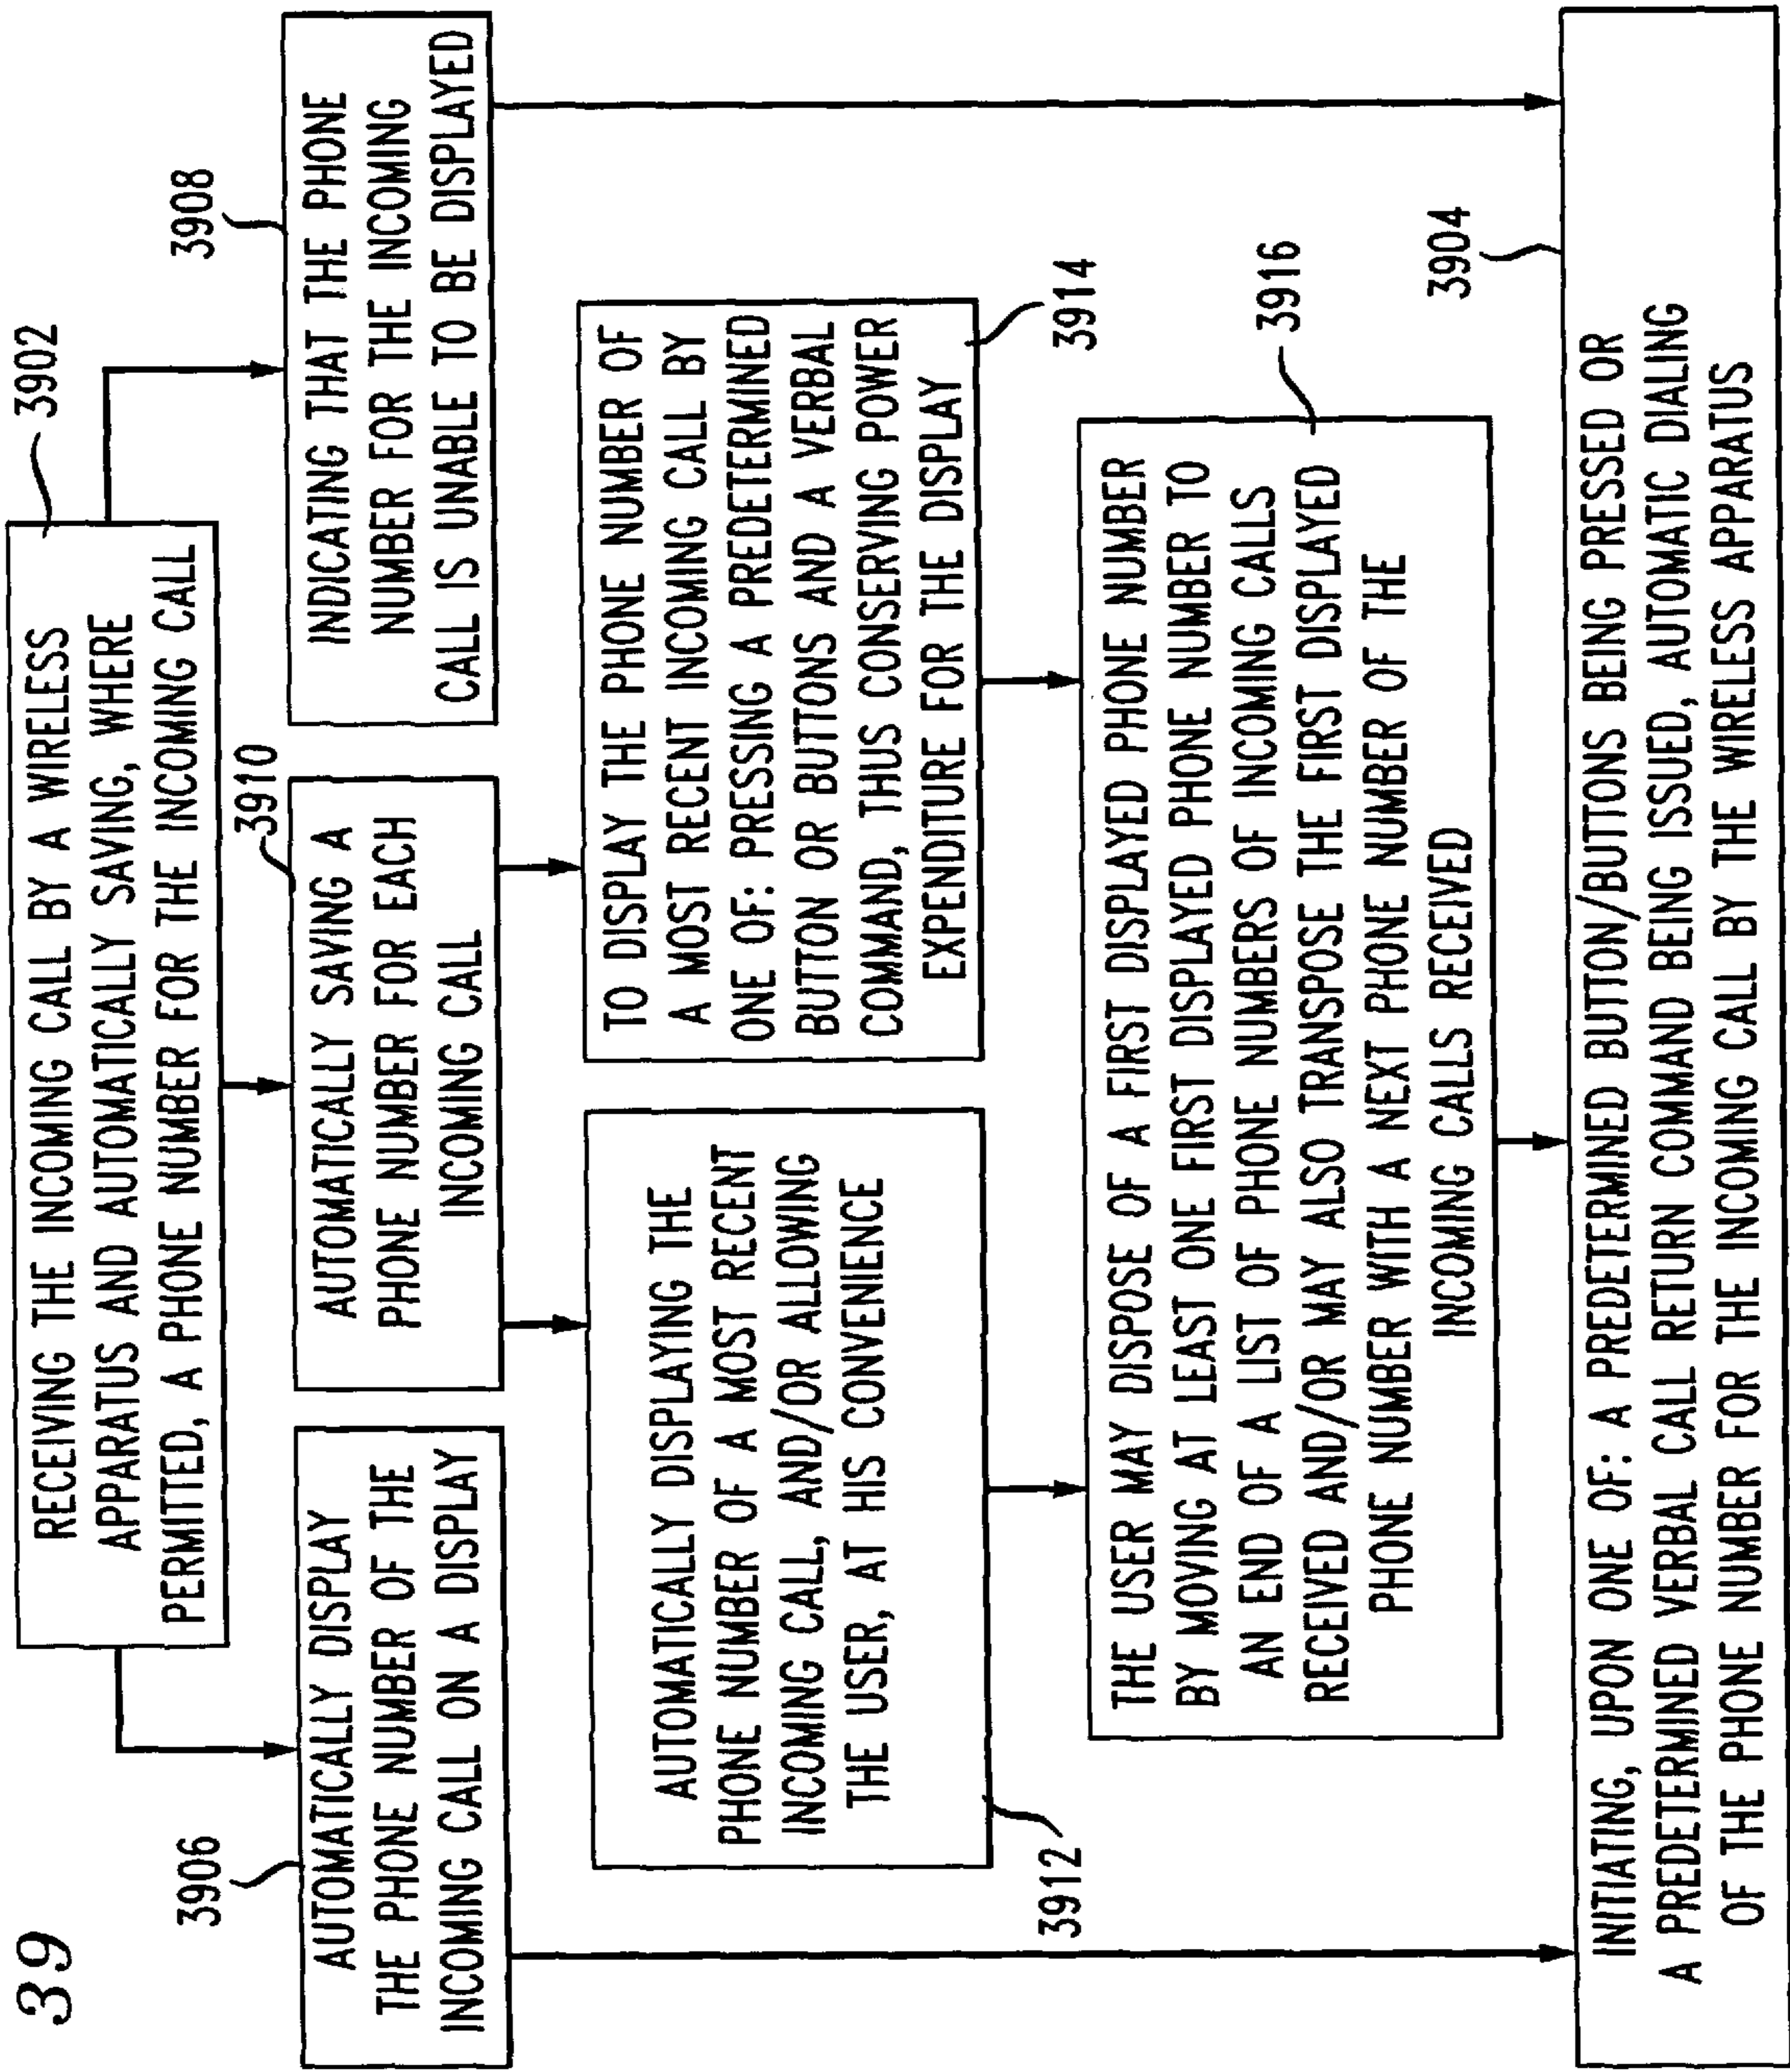 39
RECEIVING THE INCOMING CALL BY A WIRELESS
APPARATUS AND AUTOMATICALLY SAVING, WHERE
PERMITTED, A PHONE NUMBER FOR THE INCOMING CALL
3902
3906
AUTOMATICALLY DISPLAY
THE PHONE NUMBER OF THE
INCOMING CALL ON A DISPLAY
3910
AUTOMATICALLY SAVING A
PHONE NUMBER FOR EACH
INCOMING CALL
3908
INDICATING THAT THE PHONE
NUMBER FOR THE INCOMING
CALL IS UNABLE TO BE DISPLAYED
AUTOMATICALLY DISPLAYING THE
PHONE NUMBER OF A MOST RECENT
INCOMING CALL, AND/OR ALLOWING
THE USER, AT HIS CONVENIENCE
3912
TO DISPLAY THE PHONE NUMBER OF
A MOST RECENT INCOMING CALL BY
ONE OF: PRESSING A PREDETERMINED
BUTTON OR BUTTONS AND A VERBAL
COMMAND, THUS CONSERVING POWER
EXPENDITURE FOR THE DISPLAY
3914
THE USER MAY DISPOSE OF A FIRST DISPLAYED PHONE NUMBER
BY MOVING AT LEAST ONE FIRST DISPLAYED PHONE NUMBER TO
AN END OF A LIST OF PHONE NUMBERS OF INCOMING CALLS
RECEIVED AND/OR MAY ALSO TRANSPOSE THE FIRST DISPLAYED
PHONE NUMBER WITH A NEXT PHONE NUMBER OF THE
INCOMING CALLS RECEIVED
3916
3904
INITIATING, UPON ONE OF: A PREDETERMINED BUTTON/BUTTONS BEING PRESSED OR
A PREDETERMINED VERBAL CALL RETURN COMMAND BEING ISSUED, AUTOMATIC DIALING
OF THE PHONE NUMBER FOR THE INCOMING CALL BY THE WIRELESS APPARATUS